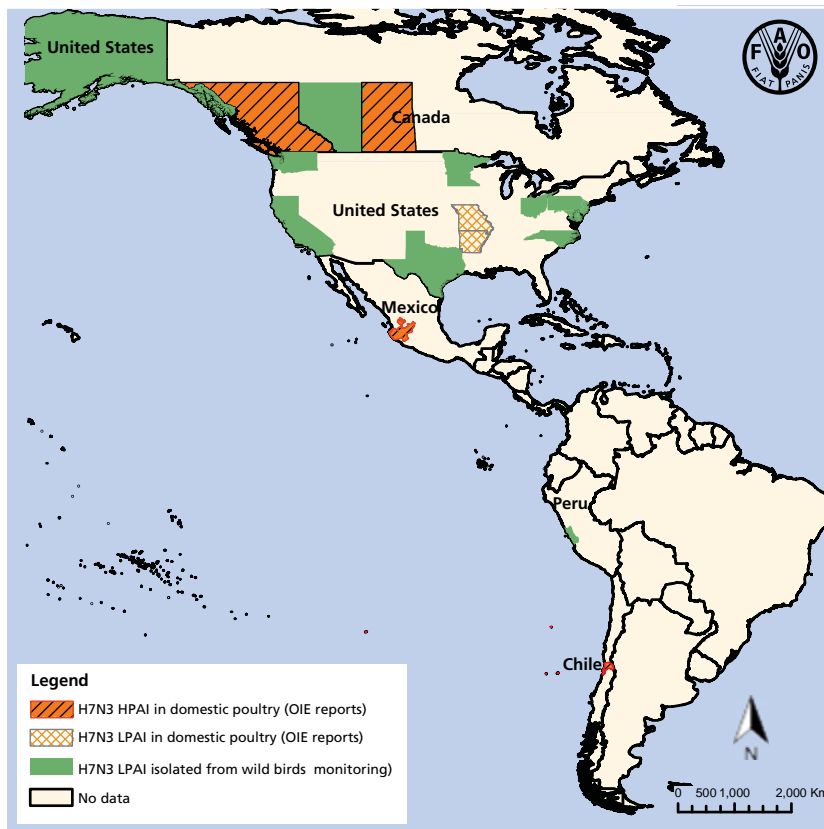 United States
F A O
FIAT PANIS
Canada
United States
Mexico
Peru
Chile
Legend
H7N3 HPAI in domestic poultry (OIE reports)
H7N3 LPAI in domestic poultry (OIE reports)
H7N3 LPAI isolated from wild birds monitoring)
No data
N
0 500 1,000 2,000 Km